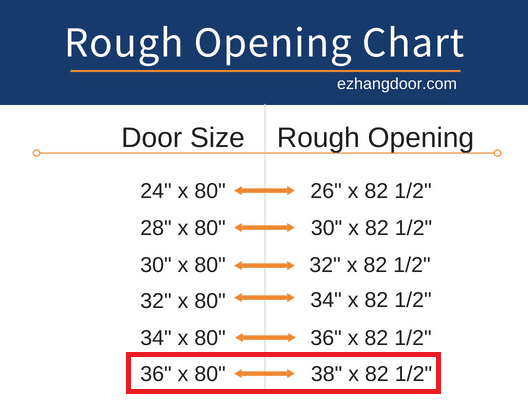 Rough Opening Chart
ezhangdoor.com
Door Size Rough Opening
24" x 80" 26" x 82 1/2"
28" x 80" 30" x 82 1/2"
30" x 80" 32" x 82 1/2"
32" x 80" 34" x 82 1/2"
34" x 80" 36" x 82 1/2"
36" x 80" 38" x 82 1/2"